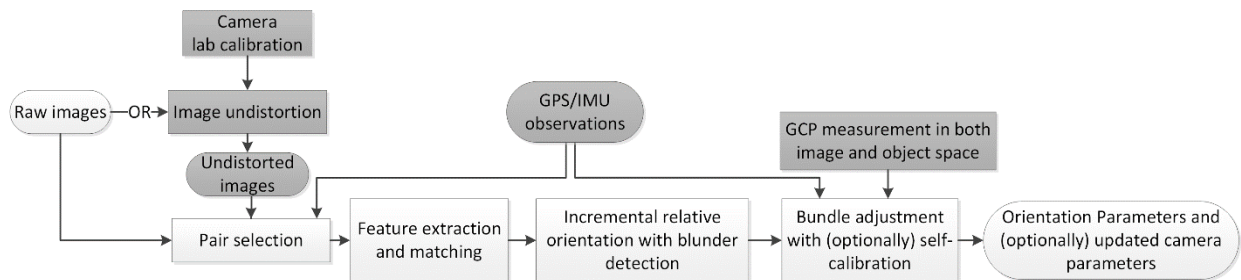 Camera
lab calibration
Raw images
OR
Image undistortion
GPS/IMU
observations
GCP measurement in both
image and object space
Undistorted
images
Pair selection
Feature extraction
and matching
Incremental relative
orientation with blunder
detection
Bundle adjustment
with (optionally) self-
calibration
Orientation Parameters and
(optionally) updated camera
parameters